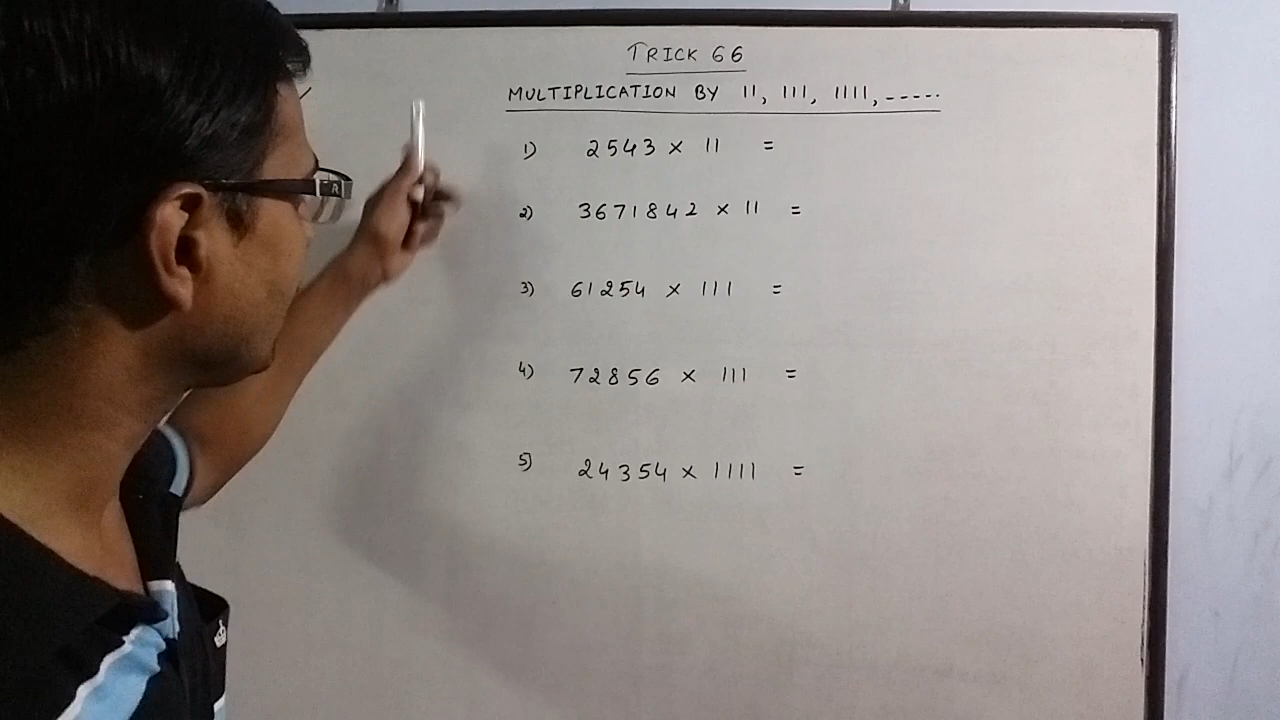 TRICK 66
MULTIPLICATION BY 11, 111, 1111, -----.
1) 2543 × 11 =
2) 3671842 × 11 =
3) 61254 × 111 =
4) 72856 × 111 =
5) 24354 × 1111 =
R